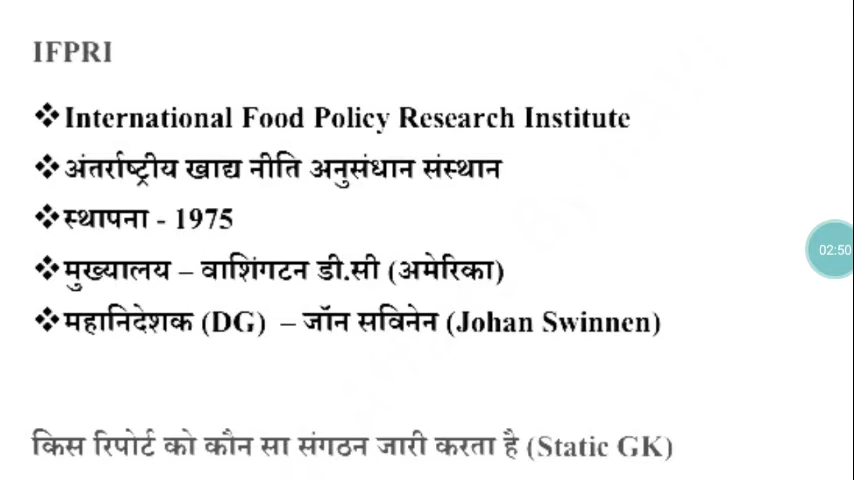 IFPRI
❖International Food Policy Research Institute
❖अंतर्राष्ट्रीय खाद्य नीति अनुसंधान संस्थान
❖स्थापना - 1975
❖मुख्यालय – वाशिंगटन डी.सी (अमेरिका)
02:50
❖महानिदेशक (DG) – जॉन सविनेन (Johan Swinnen)
किस रिपोर्ट को कौन सा संगठन जारी करता है (Static GK)